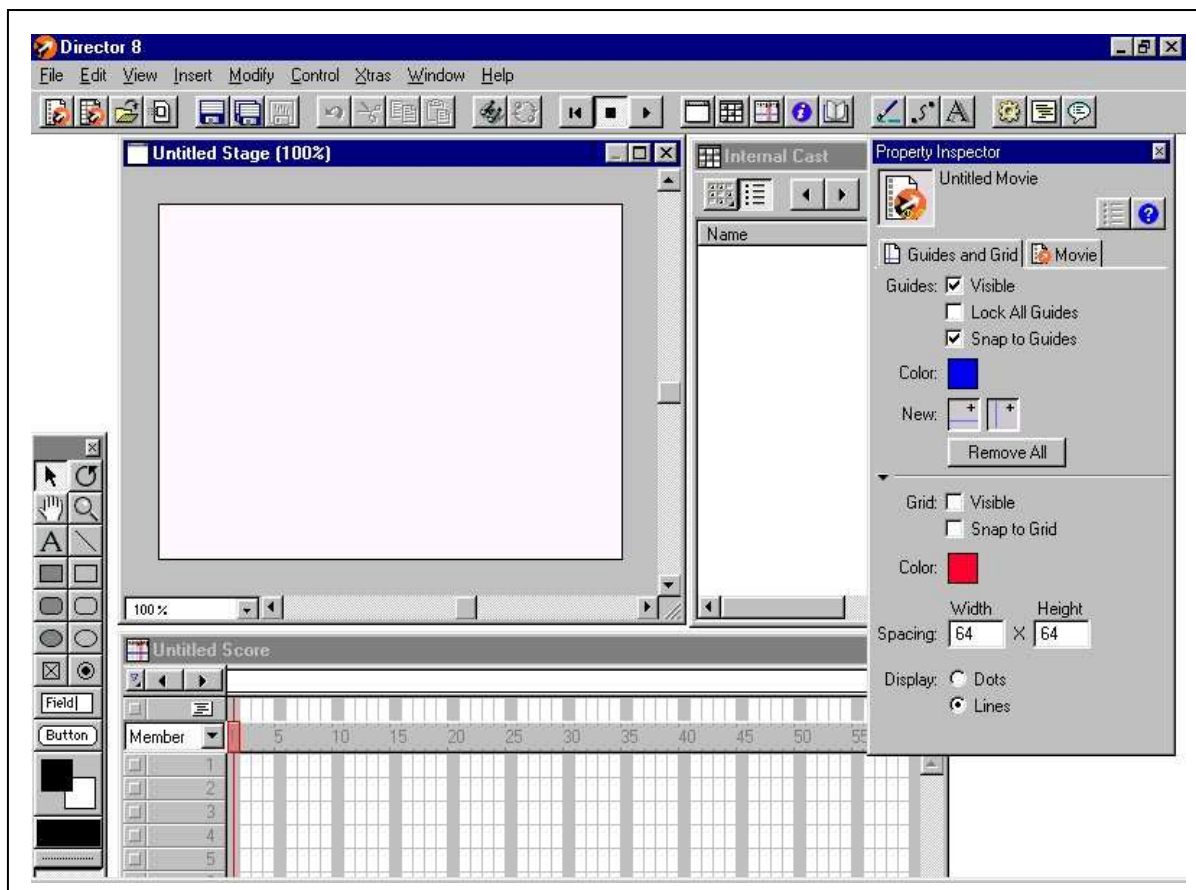 Director 8
File Edit View Insert Modify Control Xtras Window Help
Untitled Stage (100%)
100%
Internal Cast
Name
Property Inspector
Untitled Movie
Guides and Grid Movie
Guides: Visible
Lock All Guides
Snap to Guides
Color:
New:
Remove All
Grid: Visible
Snap to Grid
Color:
Width Height
Spacing: 64 X 64
Display: Dots
Lines
A
Field
Button
Untitled Score
Member 5 10 15 20 25 30 35 40 45 50 55
1
2
3
4
5